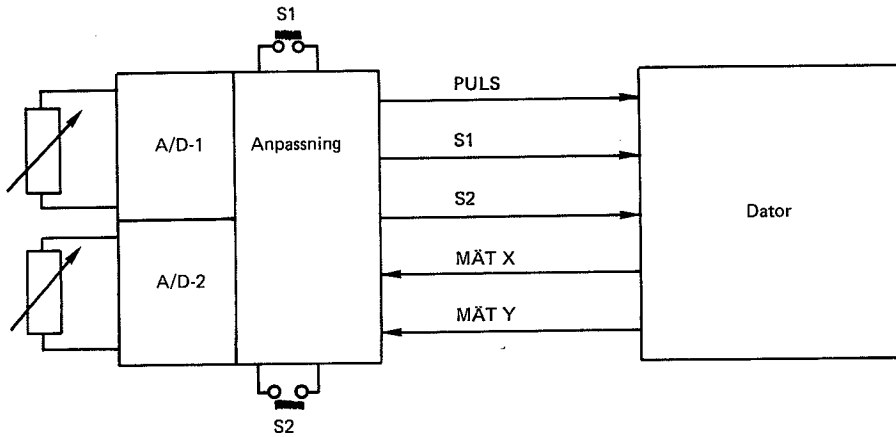 S1
PULS
A/D-1
Anpassning
S1
S2
Dator
A/D-2
MÄT X
MÄT Y
S2